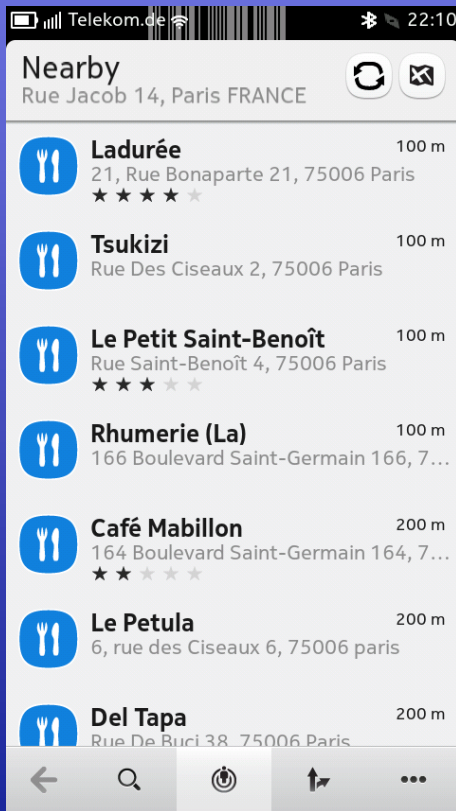 Telekom.de 22:10
Nearby
Rue Jacob 14, Paris FRANCE
Ladurée 100 m
21, Rue Bonaparte 21, 75006 Paris
Tsukizi 100 m
Rue Des Ciseaux 2, 75006 Paris
Le Petit Saint-Benoît 100 m
Rue Saint-Benoît 4, 75006 Paris
Rhumerie (La) 100 m
166 Boulevard Saint-Germain 166, 7...
Café Mabillon 200 m
164 Boulevard Saint-Germain 164, 7...
Le Petula 200 m
6, rue des Ciseaux 6, 75006 paris
Del Tapa 200 m
Rue De Buci 38, 75006 Paris